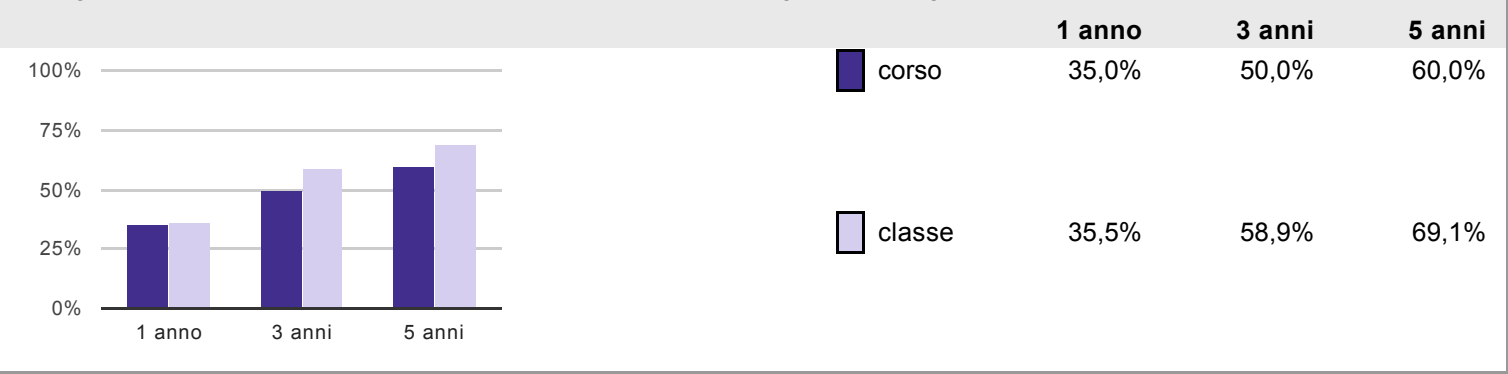 1 anno 3 anni 5 anni
100%
75%
50%
25%
0%
1 anno 3 anni 5 anni
corso 35,0% 50,0% 60,0%
classe 35,5% 58,9% 69,1%